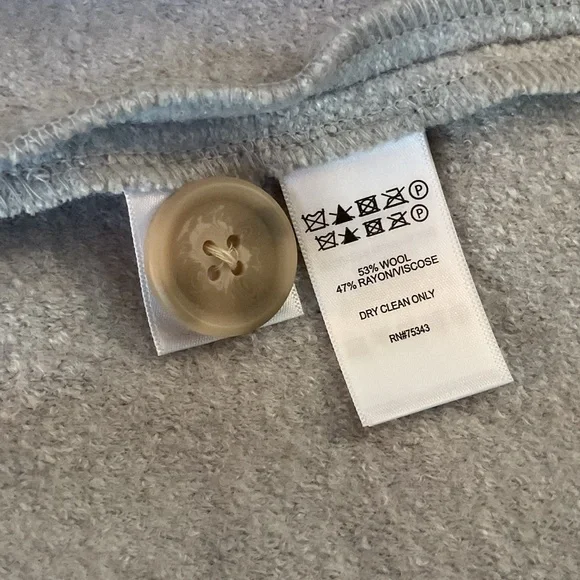 P
P
53% WOOL
47% RAYON/VISCOSE
DRY CLEAN ONLY
RN#75343